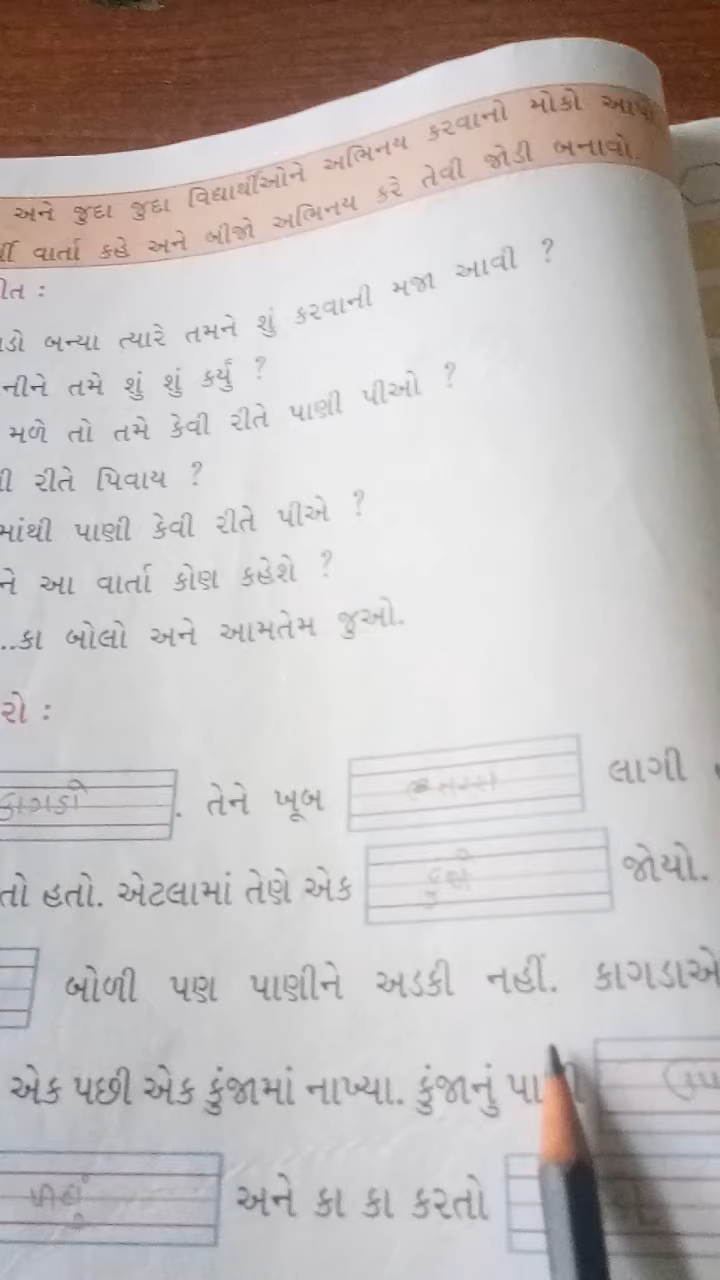 અને જુદા જુદા વિદ્યાર્થીઓને અભિનય કરવાનો મોકો
વાર્તા કહે અને બીજો અભિનય કરે તેવી જોડી બનાવો.
બન્યા ત્યારે તમને શું કરવાની મજા આવી ?
તમે શું શું કર્યું ?
મળે તો તમે કેવી રીતે પાણી પીઓ ?
રીતે પિવાય ?
પાણી કેવી રીતે પીએ ?
આ વાર્તા કોણ કહેશે ?
..કા બોલો અને આમતેમ જુઓ.
કાગડો . તેને ખૂબ તરસ લાગી
હતો. એટલામાં તેણે એક જોયો.
બોળી પણ પાણીને અડકી નહીં. કાગડાએ
એક પછી એક કુંજામાં નાખ્યા. કુંજાનું
અને કા કા કરતો